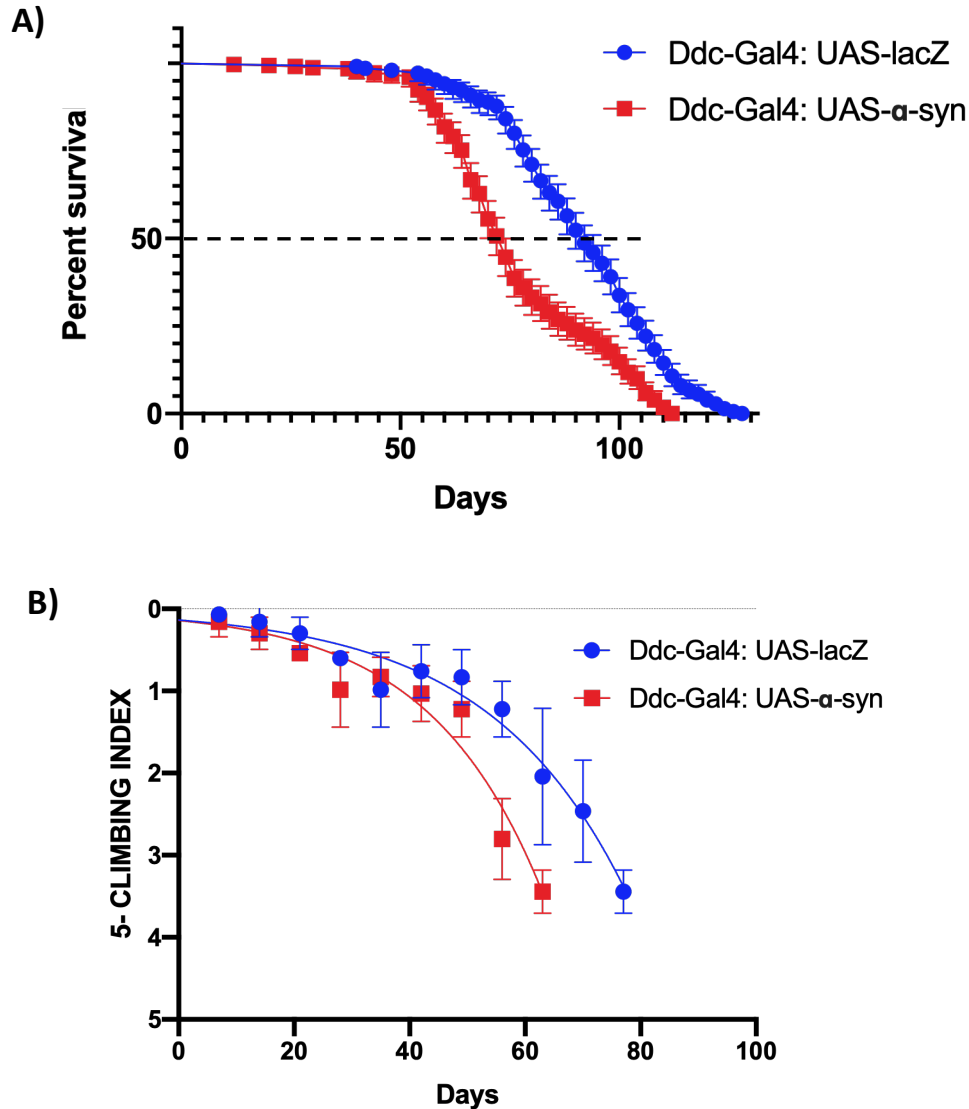 A)
Ddc-Gal4: UAS-lacZ
Ddc-Gal4: UAS-α-syn
Percent surviva
50
0
0
50
100
Days
B)
0
1
2
3
4
5
5- CLIMBING INDEX
Ddc-Gal4: UAS-lacZ
Ddc-Gal4: UAS-α-syn
0
20
40
60
80
100
Days